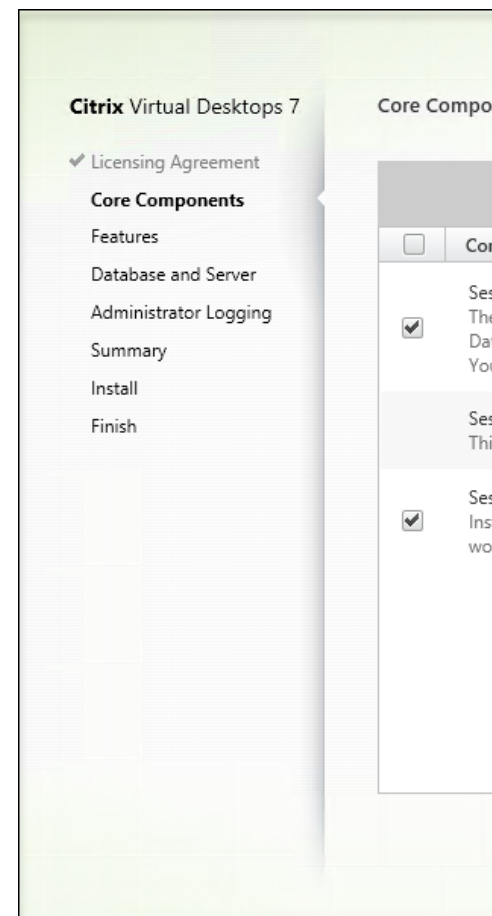 Citrix Virtual Desktops 7
Licensing Agreement
Core Components
Features
Database and Server
Administrator Logging
Summary
Install
Finish
Core Compo
Cor
Ses
The
Dat
You
Ses
Thi
Ses
Ins
wo